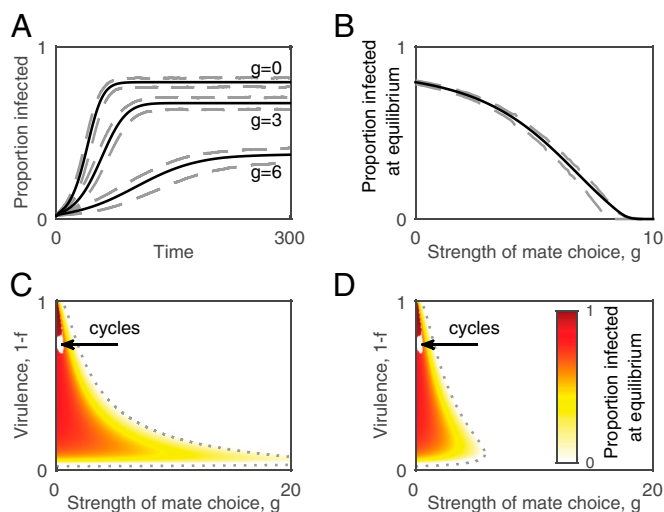 A
Proportion infected
1
0
g=0
g=3
g=6
0
300
Time
B
Proportion infected
at equilibrium
1
0
0
10
Strength of mate choice, g
C
Virulence, 1-f
1
0
cycles
0
20
Strength of mate choice, g
D
Virulence, 1-f
1
0
cycles
1
0
Proportion infected
at equilibrium
0
20
Strength of mate choice, g